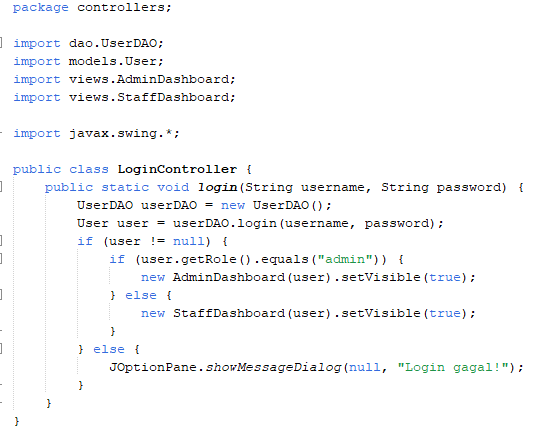 package controllers;
import dao.UserDAO;
import models.User;
import views.AdminDashboard;
import views.StaffDashboard;
import javax.swing.*;
public class LoginController {
    public static void login(String username, String password) {
        UserDAO userDAO = new UserDAO();
        User user = userDAO.login(username, password);
        if (user != null) {
            if (user.getRole().equals("admin")) {
                new AdminDashboard(user).setVisible(true);
            } else {
                new StaffDashboard(user).setVisible(true);
            }
        } else {
            JOptionPane.showMessageDialog(null, "Login gagal!");
        }
    }
}